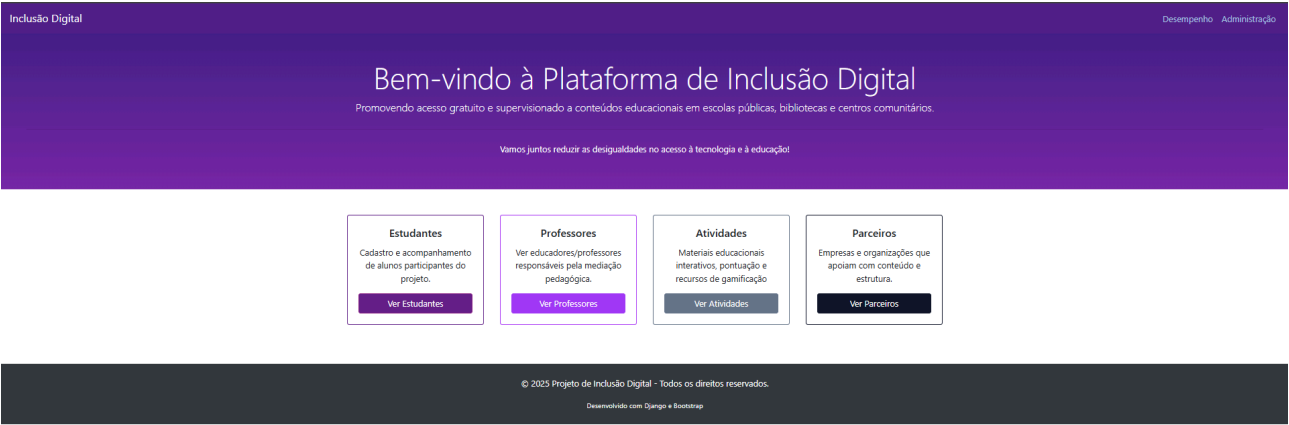 Inclusão Digital
Desempenho Administração
Bem-vindo à Plataforma de Inclusão Digital
Promovendo acesso gratuito e supervisionado a conteúdos educacionais em escolas públicas, bibliotecas e centros comunitários.
Vamos juntos reduzir as desigualdades no acesso à tecnologia e à educação!
Estudantes
Cadastro e acompanhamento
de alunos participantes do
projeto.
Ver Estudantes
Professores
Ver educadores/professores
responsáveis pela mediação
pedagógica.
Ver Professores
Atividades
Materiais educacionais
interativos, pontuação e
recursos de gamificação
Ver Atividades
Parceiros
Empresas e organizações que
apoiam com conteúdo e
estrutura.
Ver Parceiros
© 2025 Projeto de Inclusão Digital - Todos os direitos reservados.
Desenvolvido com Django e Bootstrap